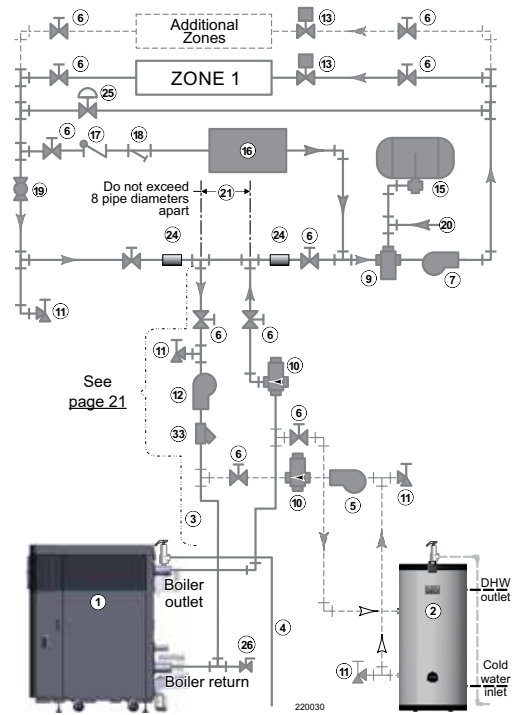 6
Additional
Zones
13
6
6
ZONE 1
13
6
25
6
17
18
16
15
19
Do not exceed
8 pipe diameters
apart
21
20
24
24
6
9
7
11
6
6
11
See
page 21
12
10
6
33
6
10
5
11
3
1
Boiler
outlet
4
2
DHW
outlet
26
11
Cold
water
inlet
Boiler return
220030